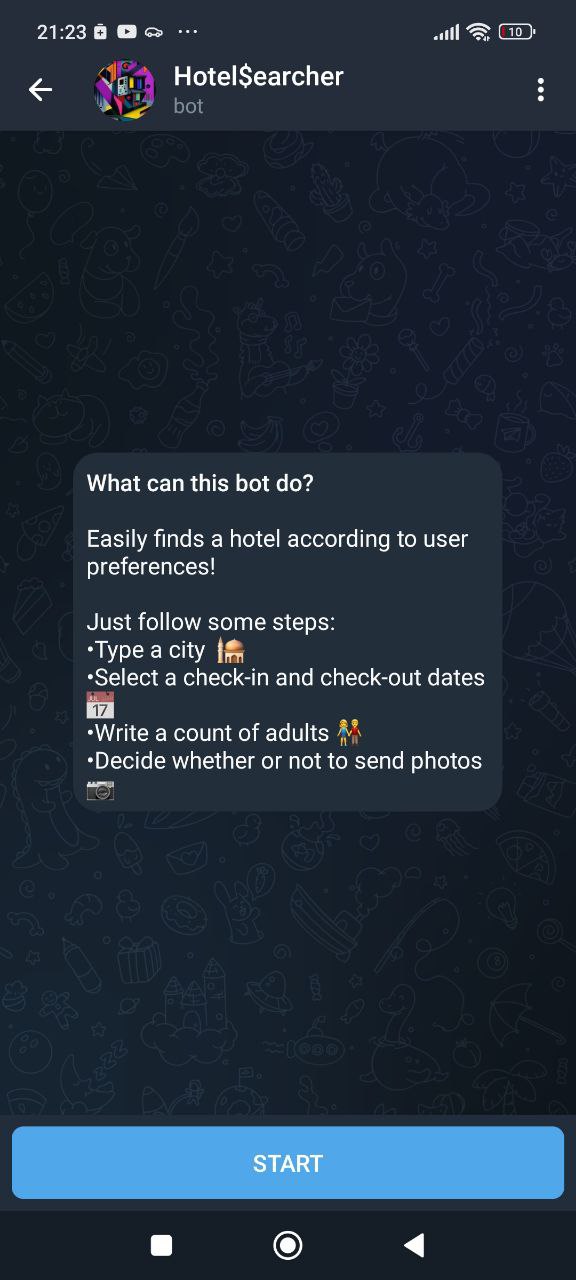 21:23
10
Hotel$earcher
bot
What can this bot do?
Easily finds a hotel according to user
preferences!
Just follow some steps:
•Type a city 🕌
•Select a check-in and check-out dates
📅
•Write a count of adults 👫
•Decide whether or not to send photos
📷
START